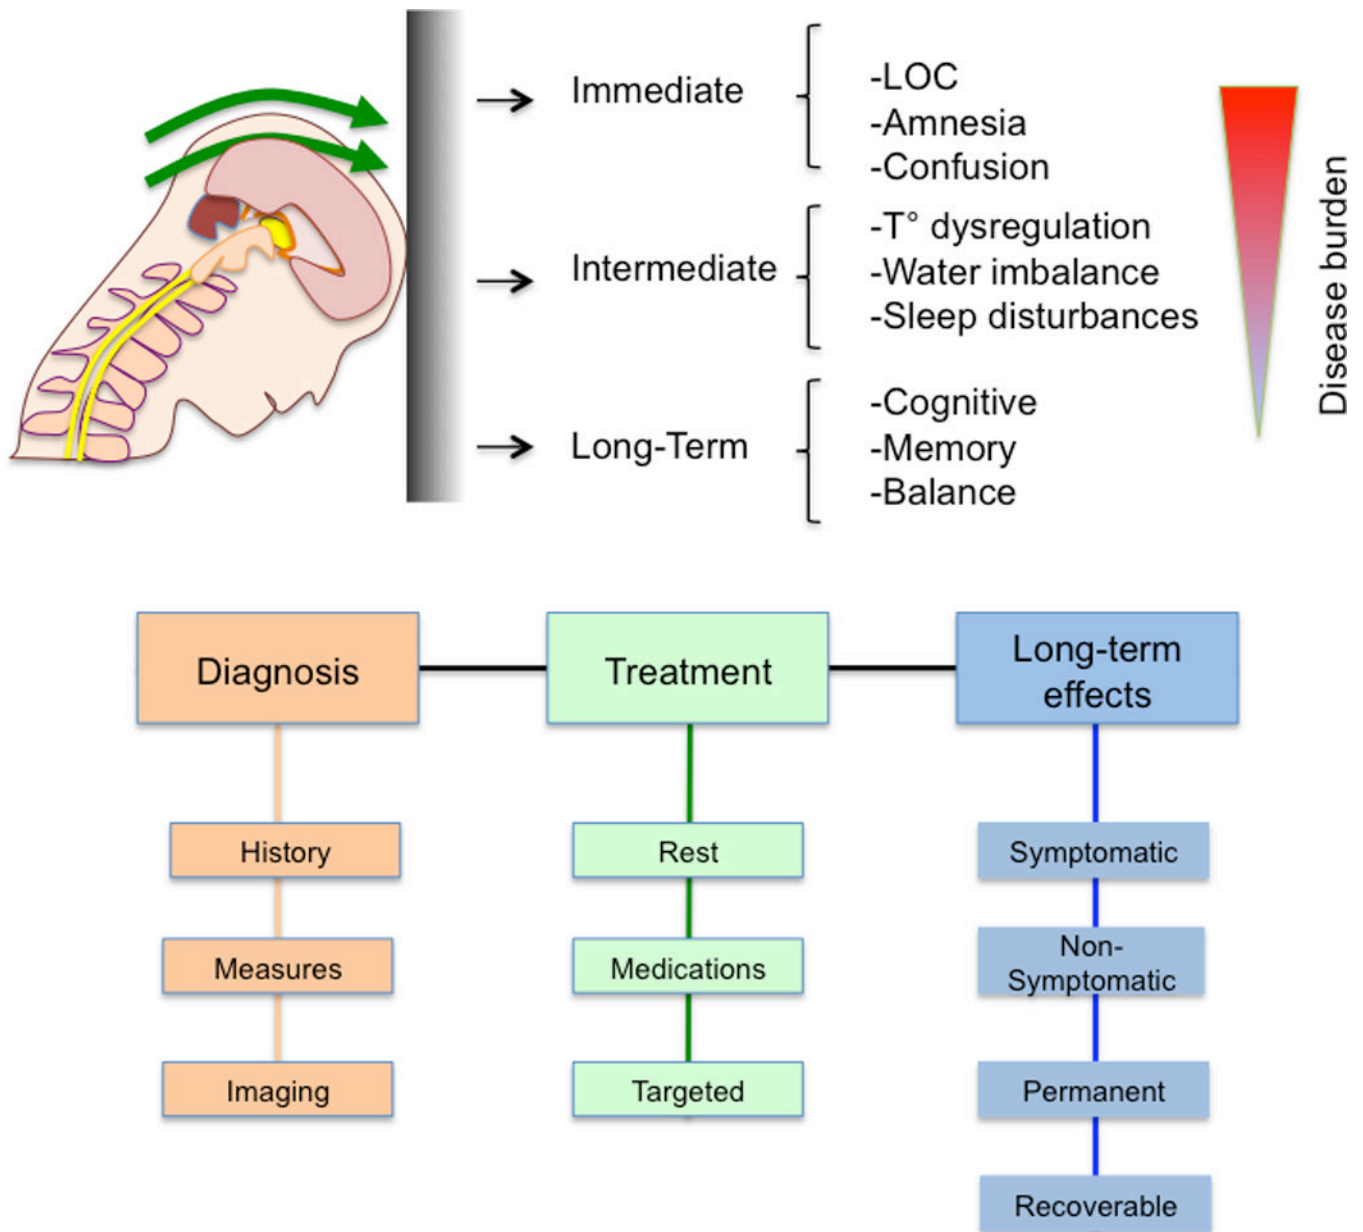 Immediate
-LOC
-Amnesia
-Confusion
Intermediate
-T° dysregulation
-Water imbalance
-Sleep disturbances
Long-Term
-Cognitive
-Memory
-Balance
Disease burden
Diagnosis
Treatment
Long-term
effects
History
Rest
Symptomatic
Measures
Medications
Non-
Symptomatic
Imaging
Targeted
Permanent
Recoverable